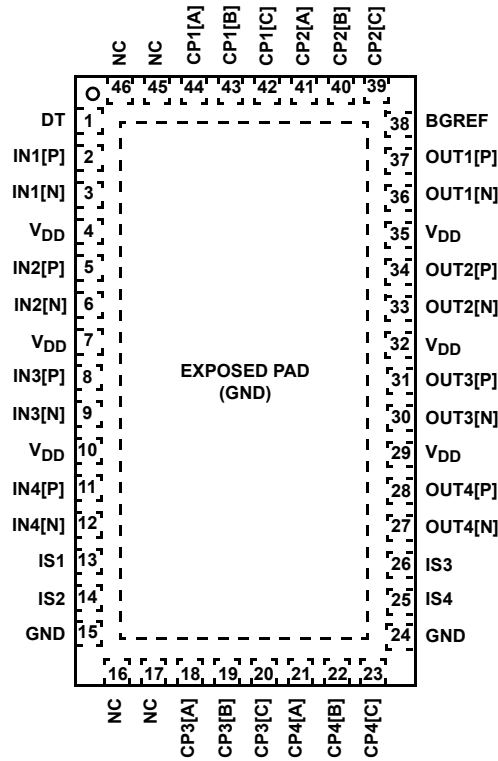 NC
NC
CP1[A]
CP1[B]
CP1[C]
CP2[A]
CP2[B]
CP2[C]
46 45 44 43 42 41 40 39
DT 1 38 BGREF
IN1[P] 2 37 OUT1[P]
IN1[N] 3 36 OUT1[N]
VDD 4 35 VDD
IN2[P] 5 34 OUT2[P]
IN2[N] 6 33 OUT2[N]
VDD 7 32 VDD
IN3[P] 8 31 OUT3[P]
EXPOSED PAD
(GND)
IN3[N] 9 30 OUT3[N]
VDD 10 29 VDD
IN4[P] 11 28 OUT4[P]
IN4[N] 12 27 OUT4[N]
IS1 13 26 IS3
IS2 14 25 IS4
GND 15 24 GND
16 17 18 19 20 21 22 23
NC
NC
CP3[A]
CP3[B]
CP3[C]
CP4[A]
CP4[B]
CP4[C]